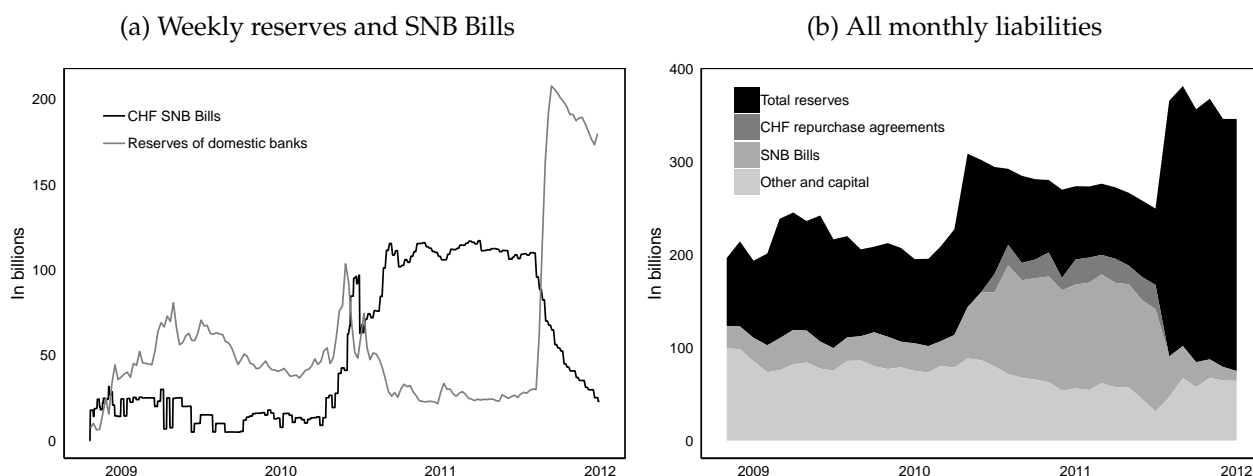 (a) Weekly reserves and SNB Bills
In billions
200
150
100
50
0
CHF SNB Bills
Reserves of domestic banks
2009 2010 2011 2012
(b) All monthly liabilities
In billions
400
300
200
100
0
Total reserves
CHF repurchase agreements
SNB Bills
Other and capital
2009 2010 2011 2012